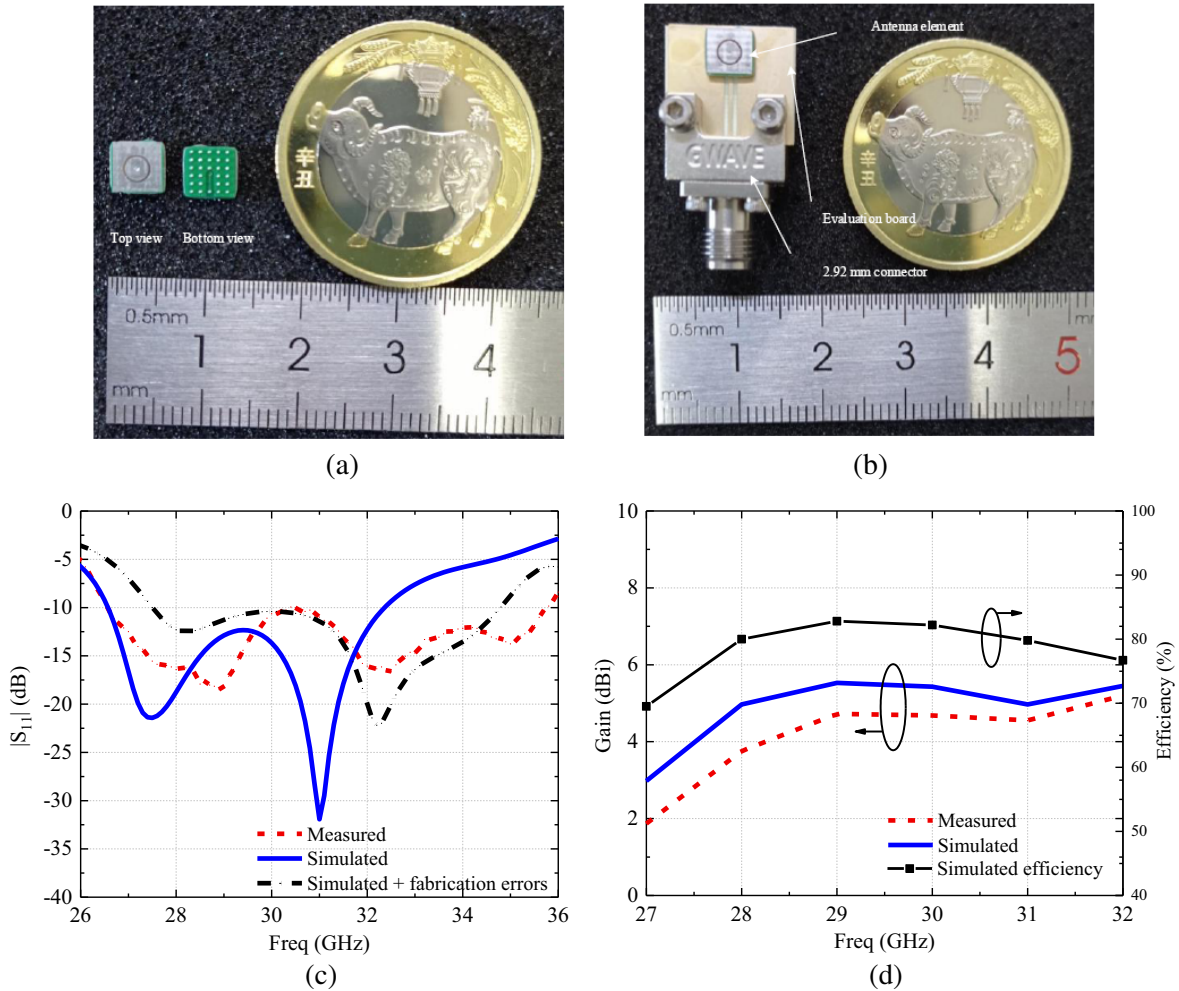 辛
丑
Top view Bottom view
0.5mm
1 2 3 4
mm
(a)
Antenna element
GWAVE
辛
丑
Evaluation board
2.92 mm connector
0.5mm
1 2 3 4 5
mm
(b)
0
-5
-10
-15
-20
-25
-30
-35
-40
|S11| (dB)
Measured
Simulated
Simulated + fabrication errors
26 28 30 32 34 36
Freq (GHz)
(c)
10
8
6
4
2
0
Gain (dBi)
100
90
80
70
60
50
40
Efficiency (%)
Measured
Simulated
Simulated efficiency
27 28 29 30 31 32
Freq (GHz)
(d)